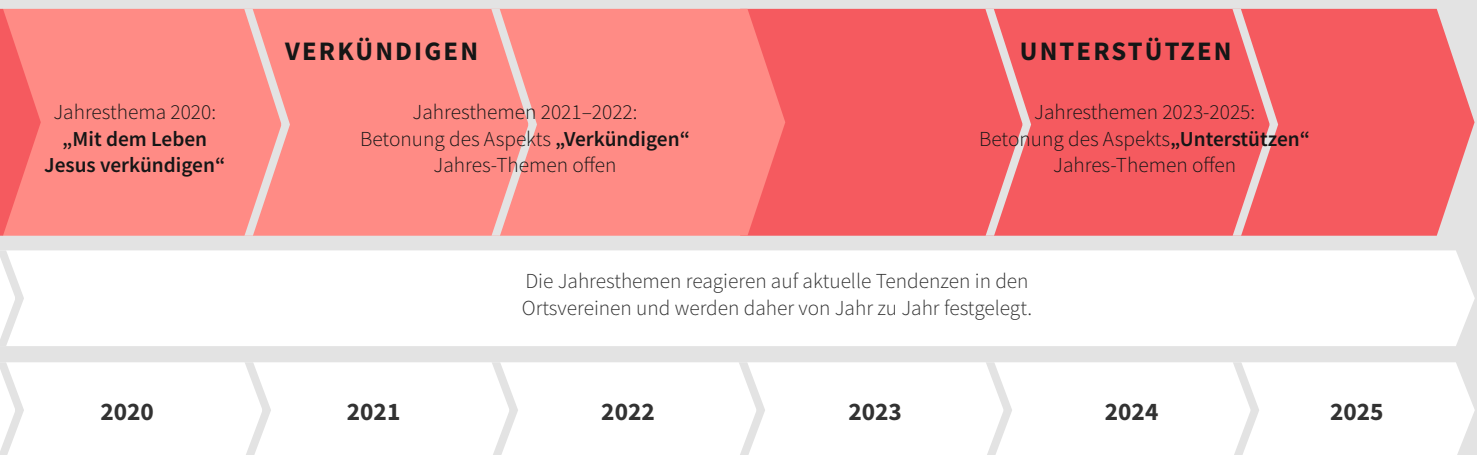 VERKÜNDIGEN
UNTERSTÜTZEN
Jahresthema 2020:
„Mit dem Leben
Jesus verkündigen“
Jahresthemen 2021–2022:
Betonung des Aspekts „Verkündigen“
Jahres-Themen offen
Jahresthemen 2023-2025:
Betonung des Aspekts„Unterstützen“
Jahres-Themen offen
Die Jahresthemen reagieren auf aktuelle Tendenzen in den
Ortsvereinen und werden daher von Jahr zu Jahr festgelegt.
2020
2021
2022
2023
2024
2025